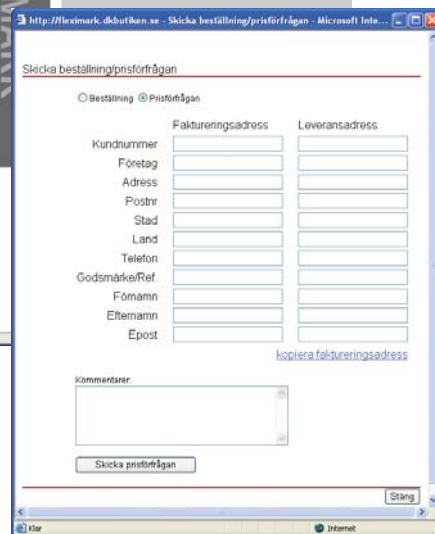 http://fleximark.dkbutiken.se - Skicka beställning/prisförfrågan - Microsoft Inte...
Skicka beställning/prisförfrågan
Beställning Prisförfrågan
Faktureringsadress Leveransadress
Kundnummer
Företag
Adress
Postnr
Stad
Land
Telefon
Godsmärke/Ref.
Förnamn
Efternamn
Epost
kopiera faktureringsadress
Kommentarer:
Skicka prisförfrågan
Stäng
Klar Internet